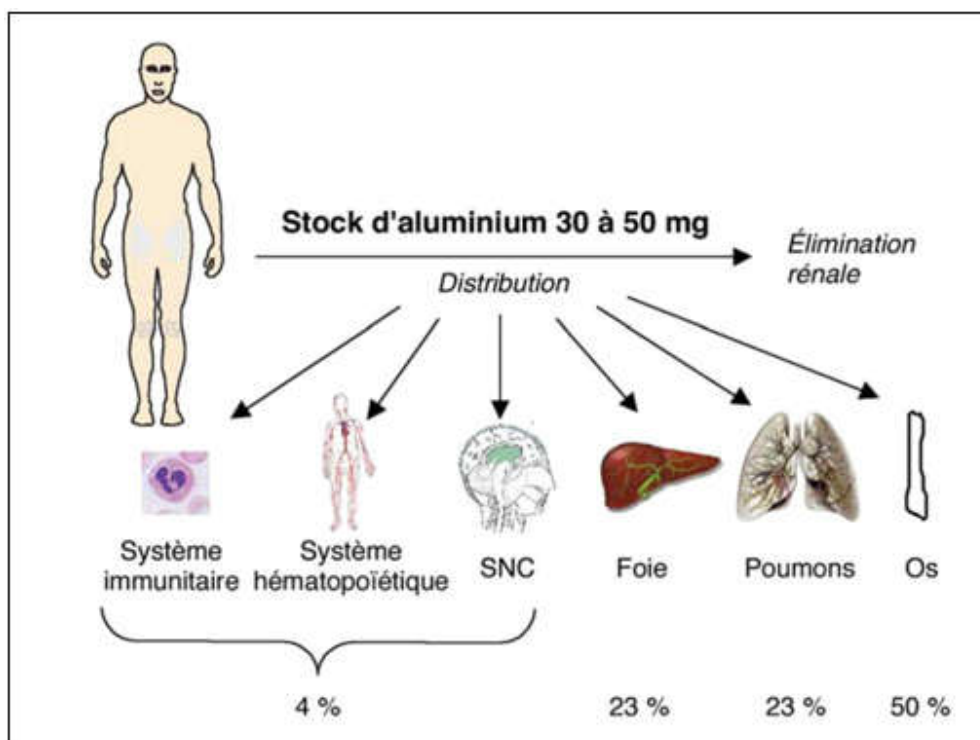 Stock d'aluminium 30 à 50 mg
Élimination
rénale
Distribution
Système
immunitaire
Système
hématopoïétique
SNC
Foie
Poumons
Os
4 %
23 %
23 %
50 %